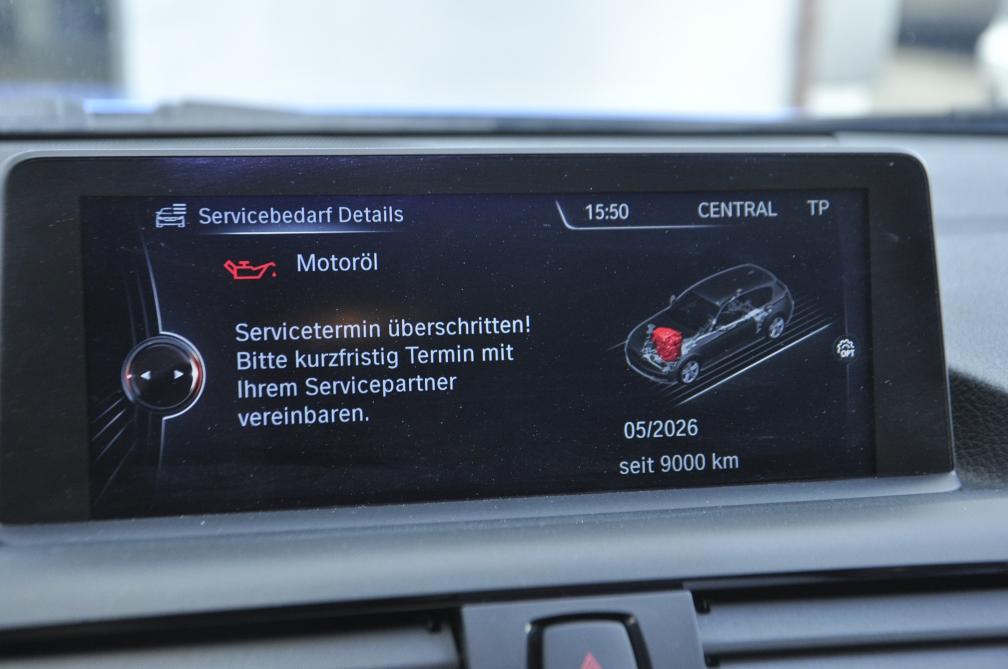 Servicebedarf Details
15:50 CENTRAL TP
Motoröl
Servicetermin überschritten!
Bitte kurzfristig Termin mit
Ihrem Servicepartner
vereinbaren.
OPT
05/2026
seit 9000 km